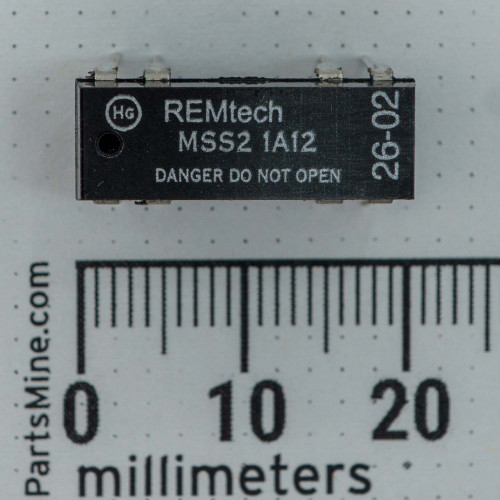 Hg
REMtech
MSS2 1A12
DANGER DO NOT OPEN
26-02
PartsMine.com
0 10 20
millimeters